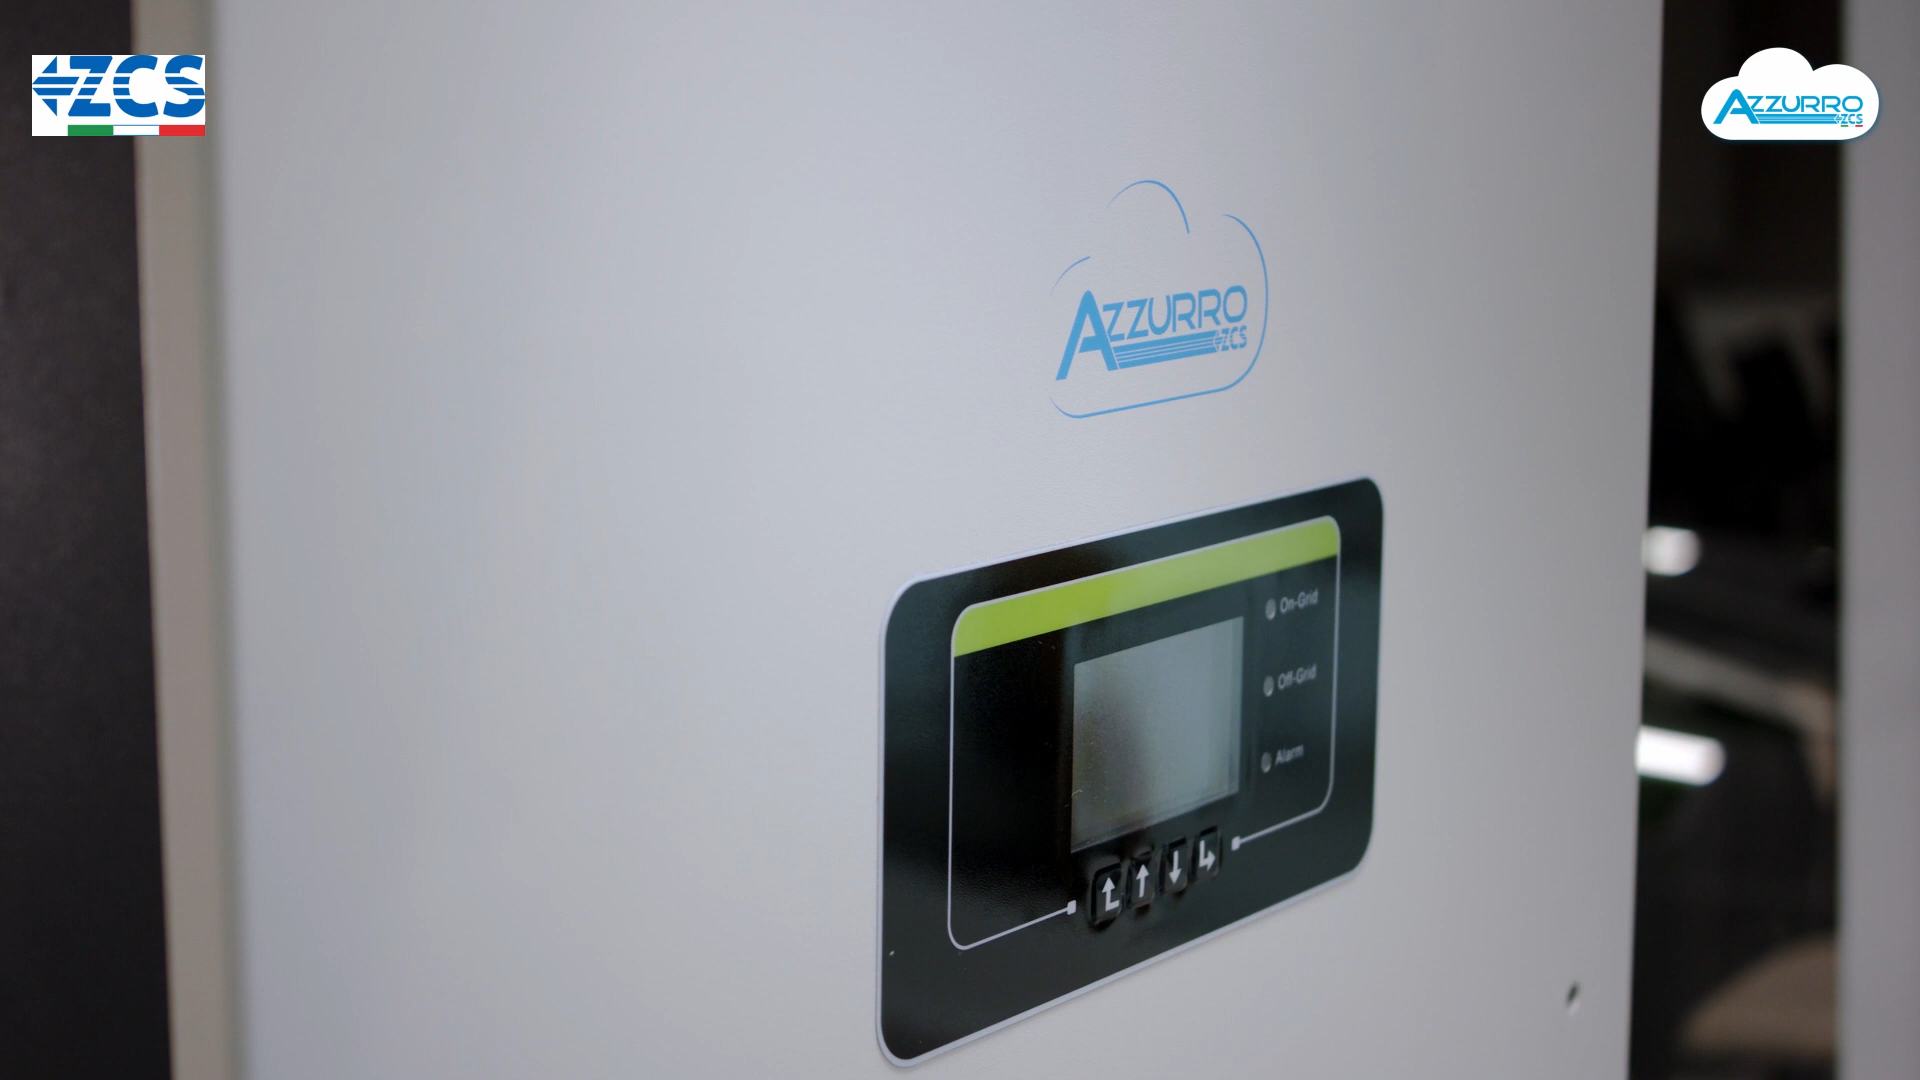 ZCS
AZZURRO
ZCS
AZZURRO
ZCS
On-Grid
Off-Grid
Alarm